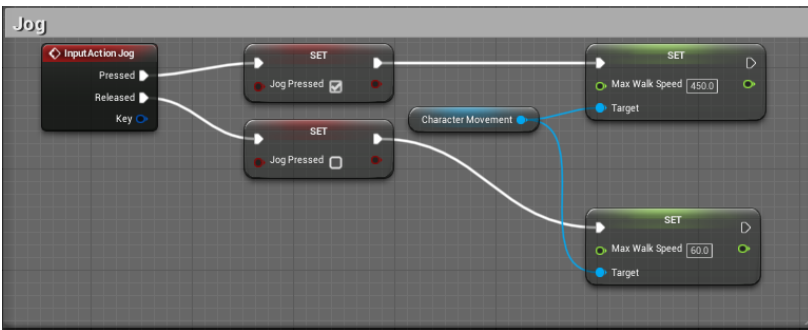 Jog
InputAction Jog
Pressed
Released
Key
SET
Jog Pressed
SET
Jog Pressed
Character Movement
SET
Max Walk Speed 450.0
Target
SET
Max Walk Speed 60.0
Target